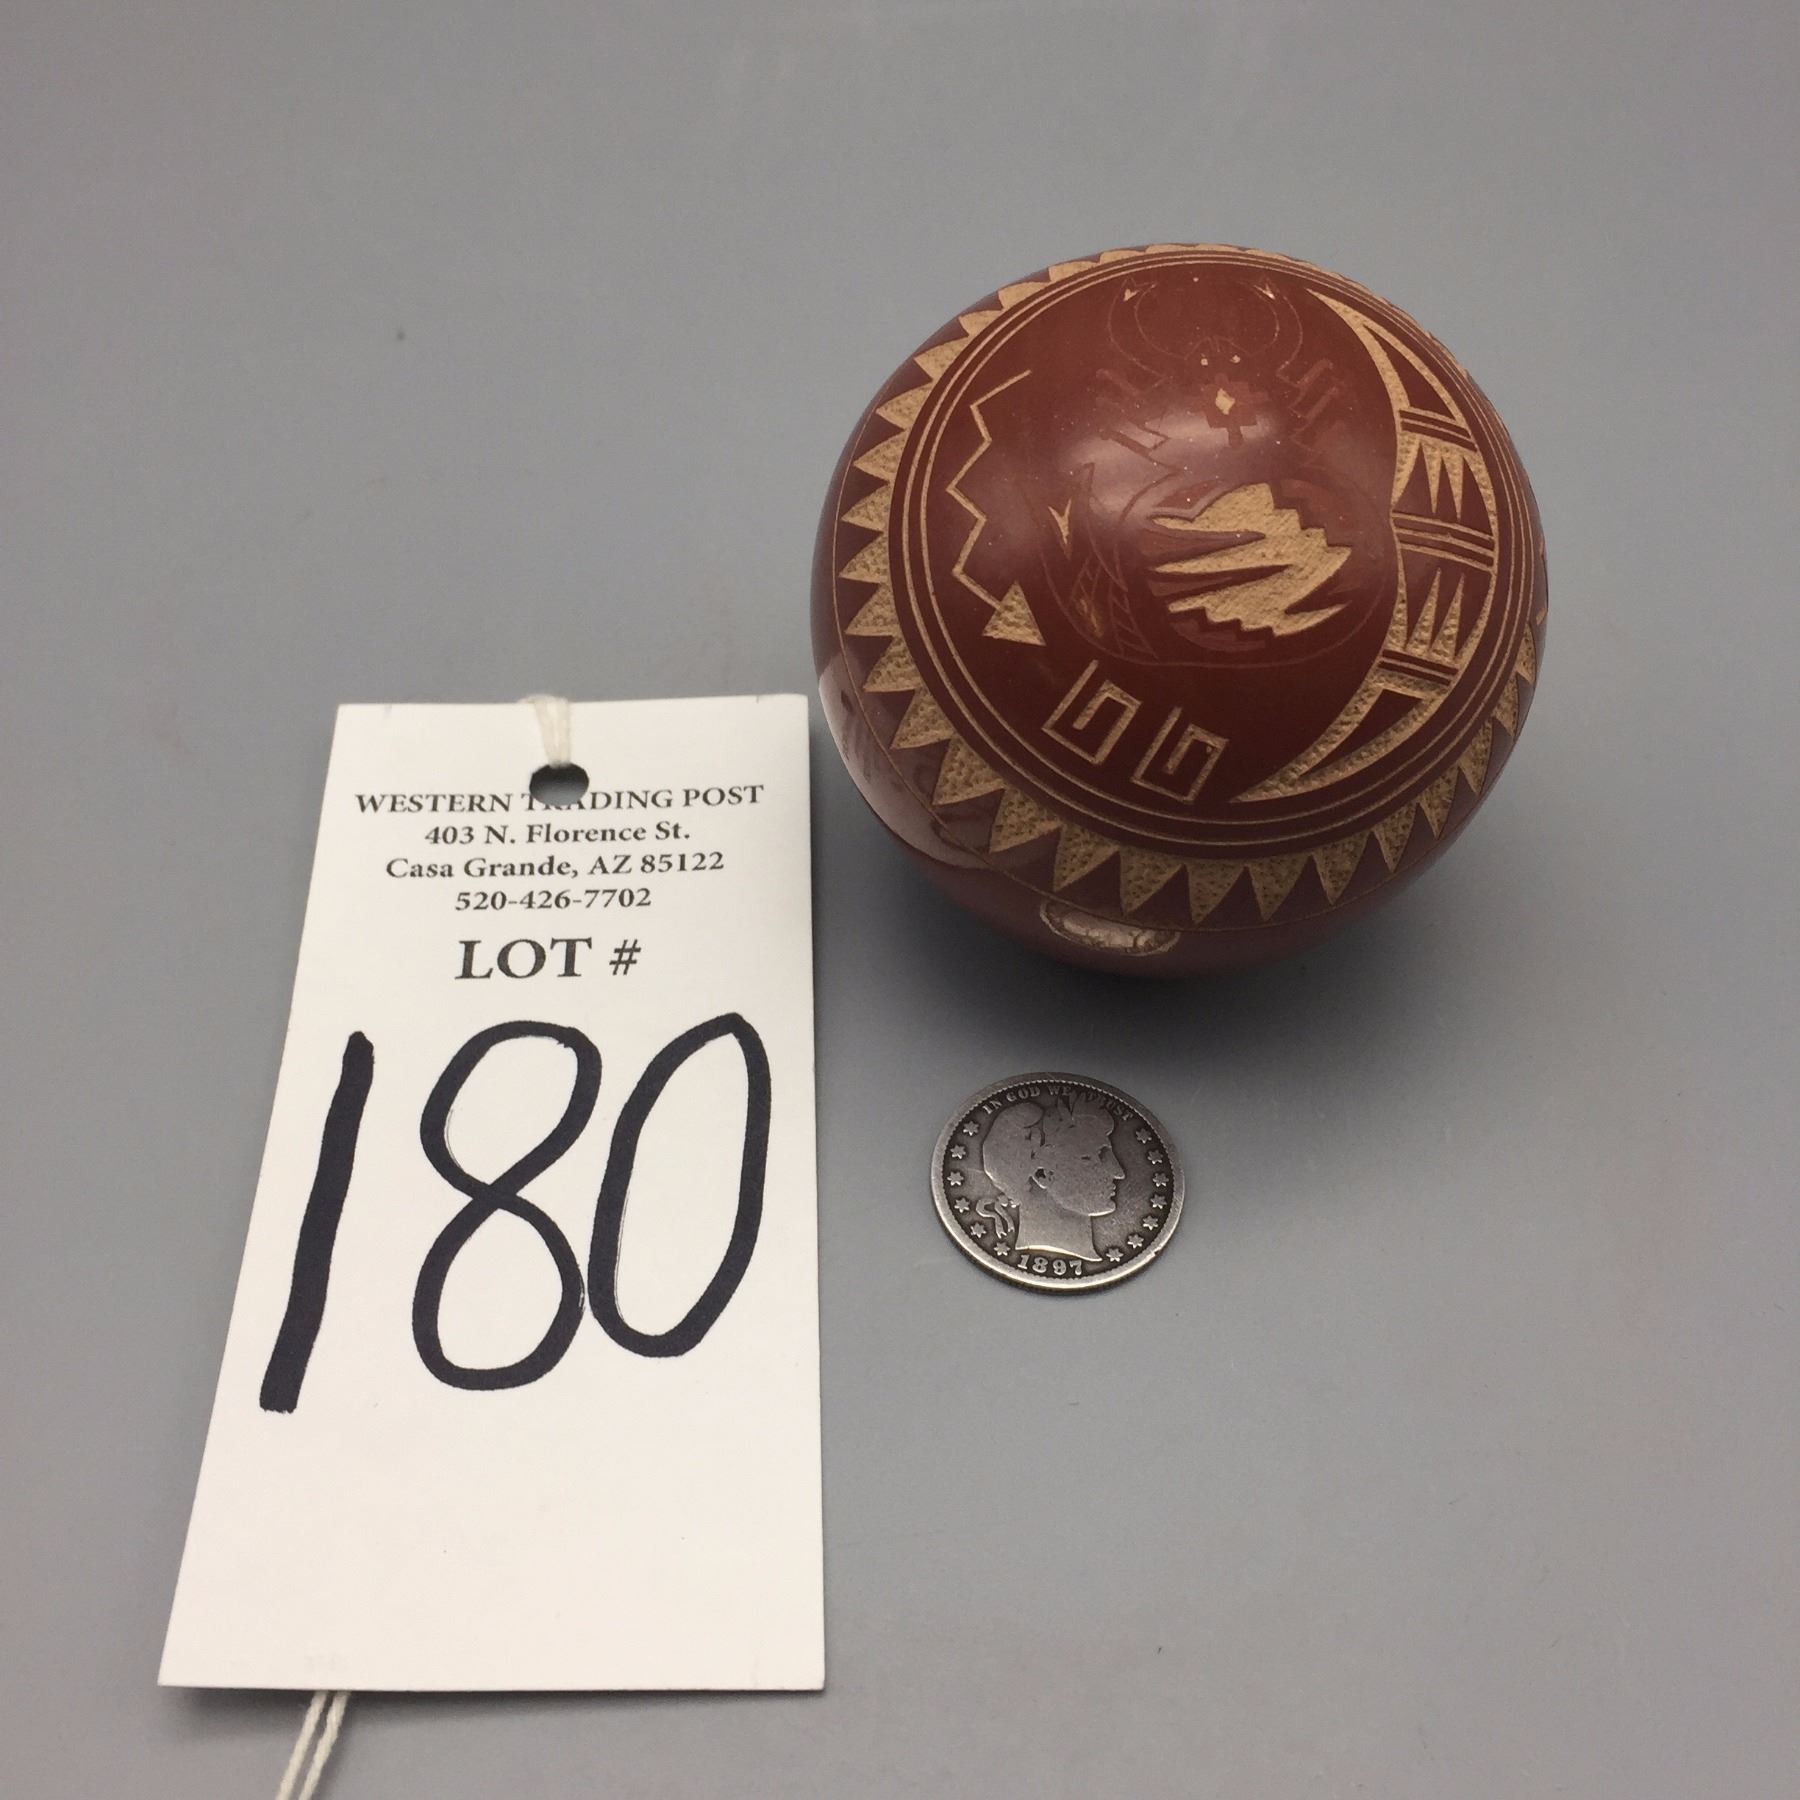 WESTERN TRADING POST
403 N. Florence St.
Casa Grande, AZ 85122
520-426-7702
LOT #
180
IN GOD WE TRUST
1897